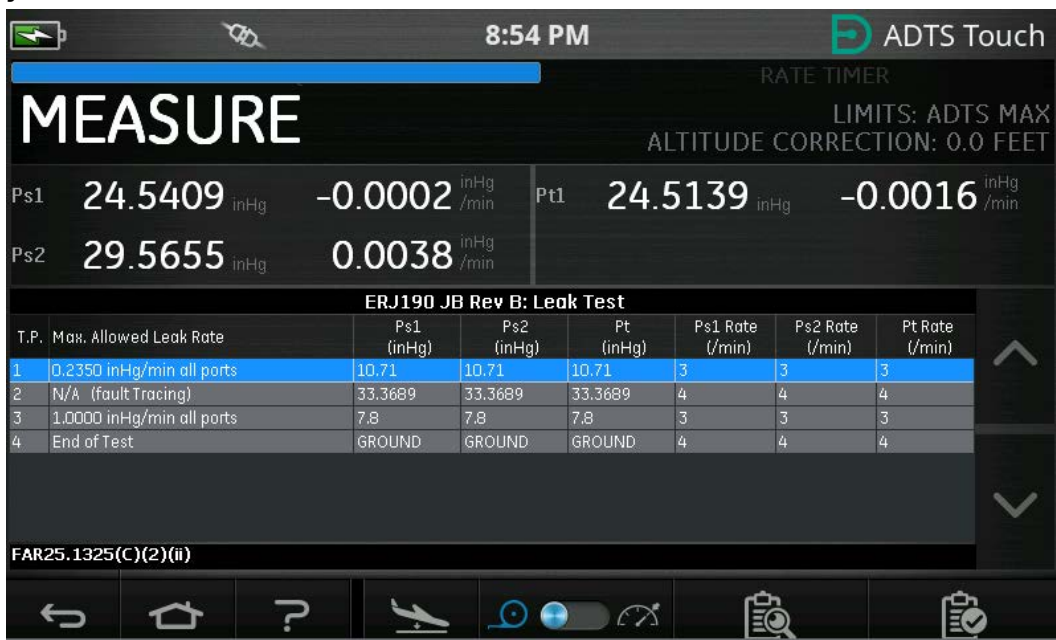 8:54 PM ADTS Touch
RATE TIMER
MEASURE
LIMITS: ADTS MAX
ALTITUDE CORRECTION: 0.0 FEET
Ps1 24.5409 inHg -0.0002 inHg/min Pt1 24.5139 inHg -0.0016 inHg/min
Ps2 29.5655 inHg 0.0038 inHg/min
ERJ190 JB Rev B: Leak Test
T.P. Max. Allowed Leak Rate Ps1 (inHg) Ps2 (inHg) Pt (inHg) Ps1 Rate (/min) Ps2 Rate (/min) Pt Rate (/min)
1 0.2350 inHg/min all ports 10.71 10.71 10.71 3 3 3
2 N/A (fault Tracing) 33.3689 33.3689 33.3689 4 4 4
3 1.0000 inHg/min all ports 7.8 7.8 7.8 3 3 3
4 End of Test GROUND GROUND GROUND 4 4 4
FAR25.1325(C)(2)(ii)
?